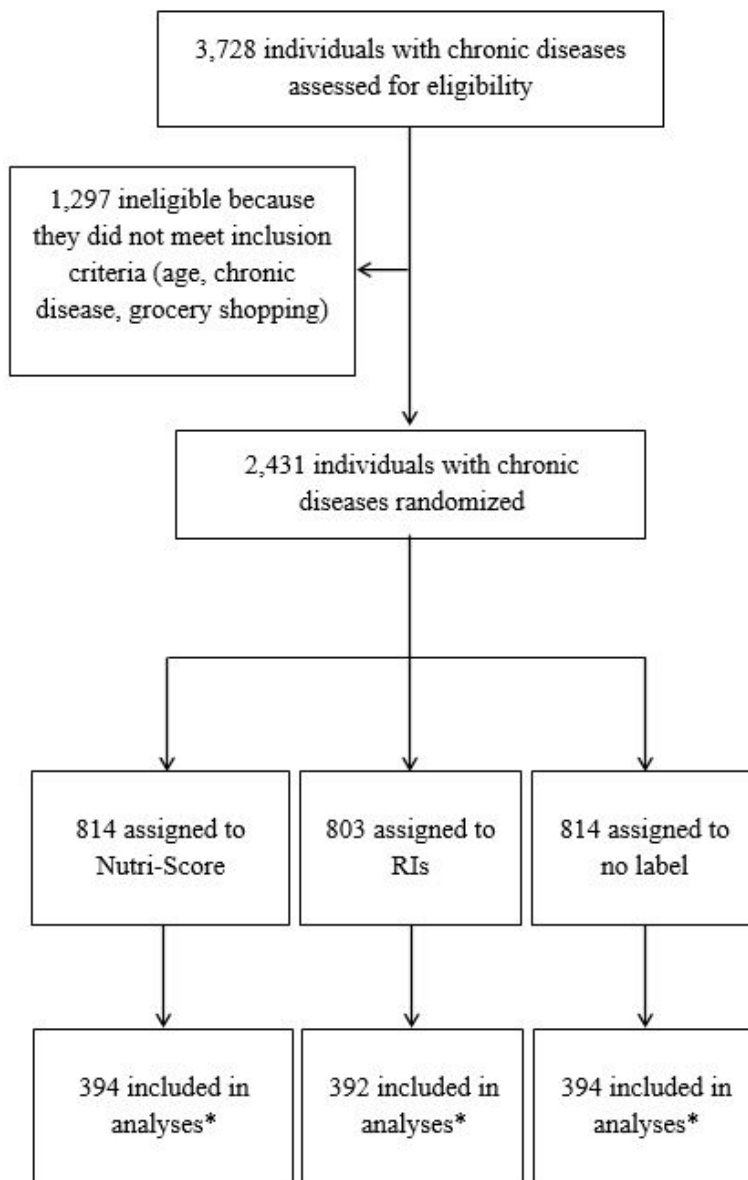 3,728 individuals with chronic diseases
assessed for eligibility
1,297 ineligible because
they did not meet inclusion
criteria (age, chronic
disease, grocery shopping)
2,431 individuals with chronic
diseases randomized
814 assigned to
Nutri-Score
803 assigned to
RIs
814 assigned to
no label
394 included in
analyses*
392 included in
analyses*
394 included in
analyses*